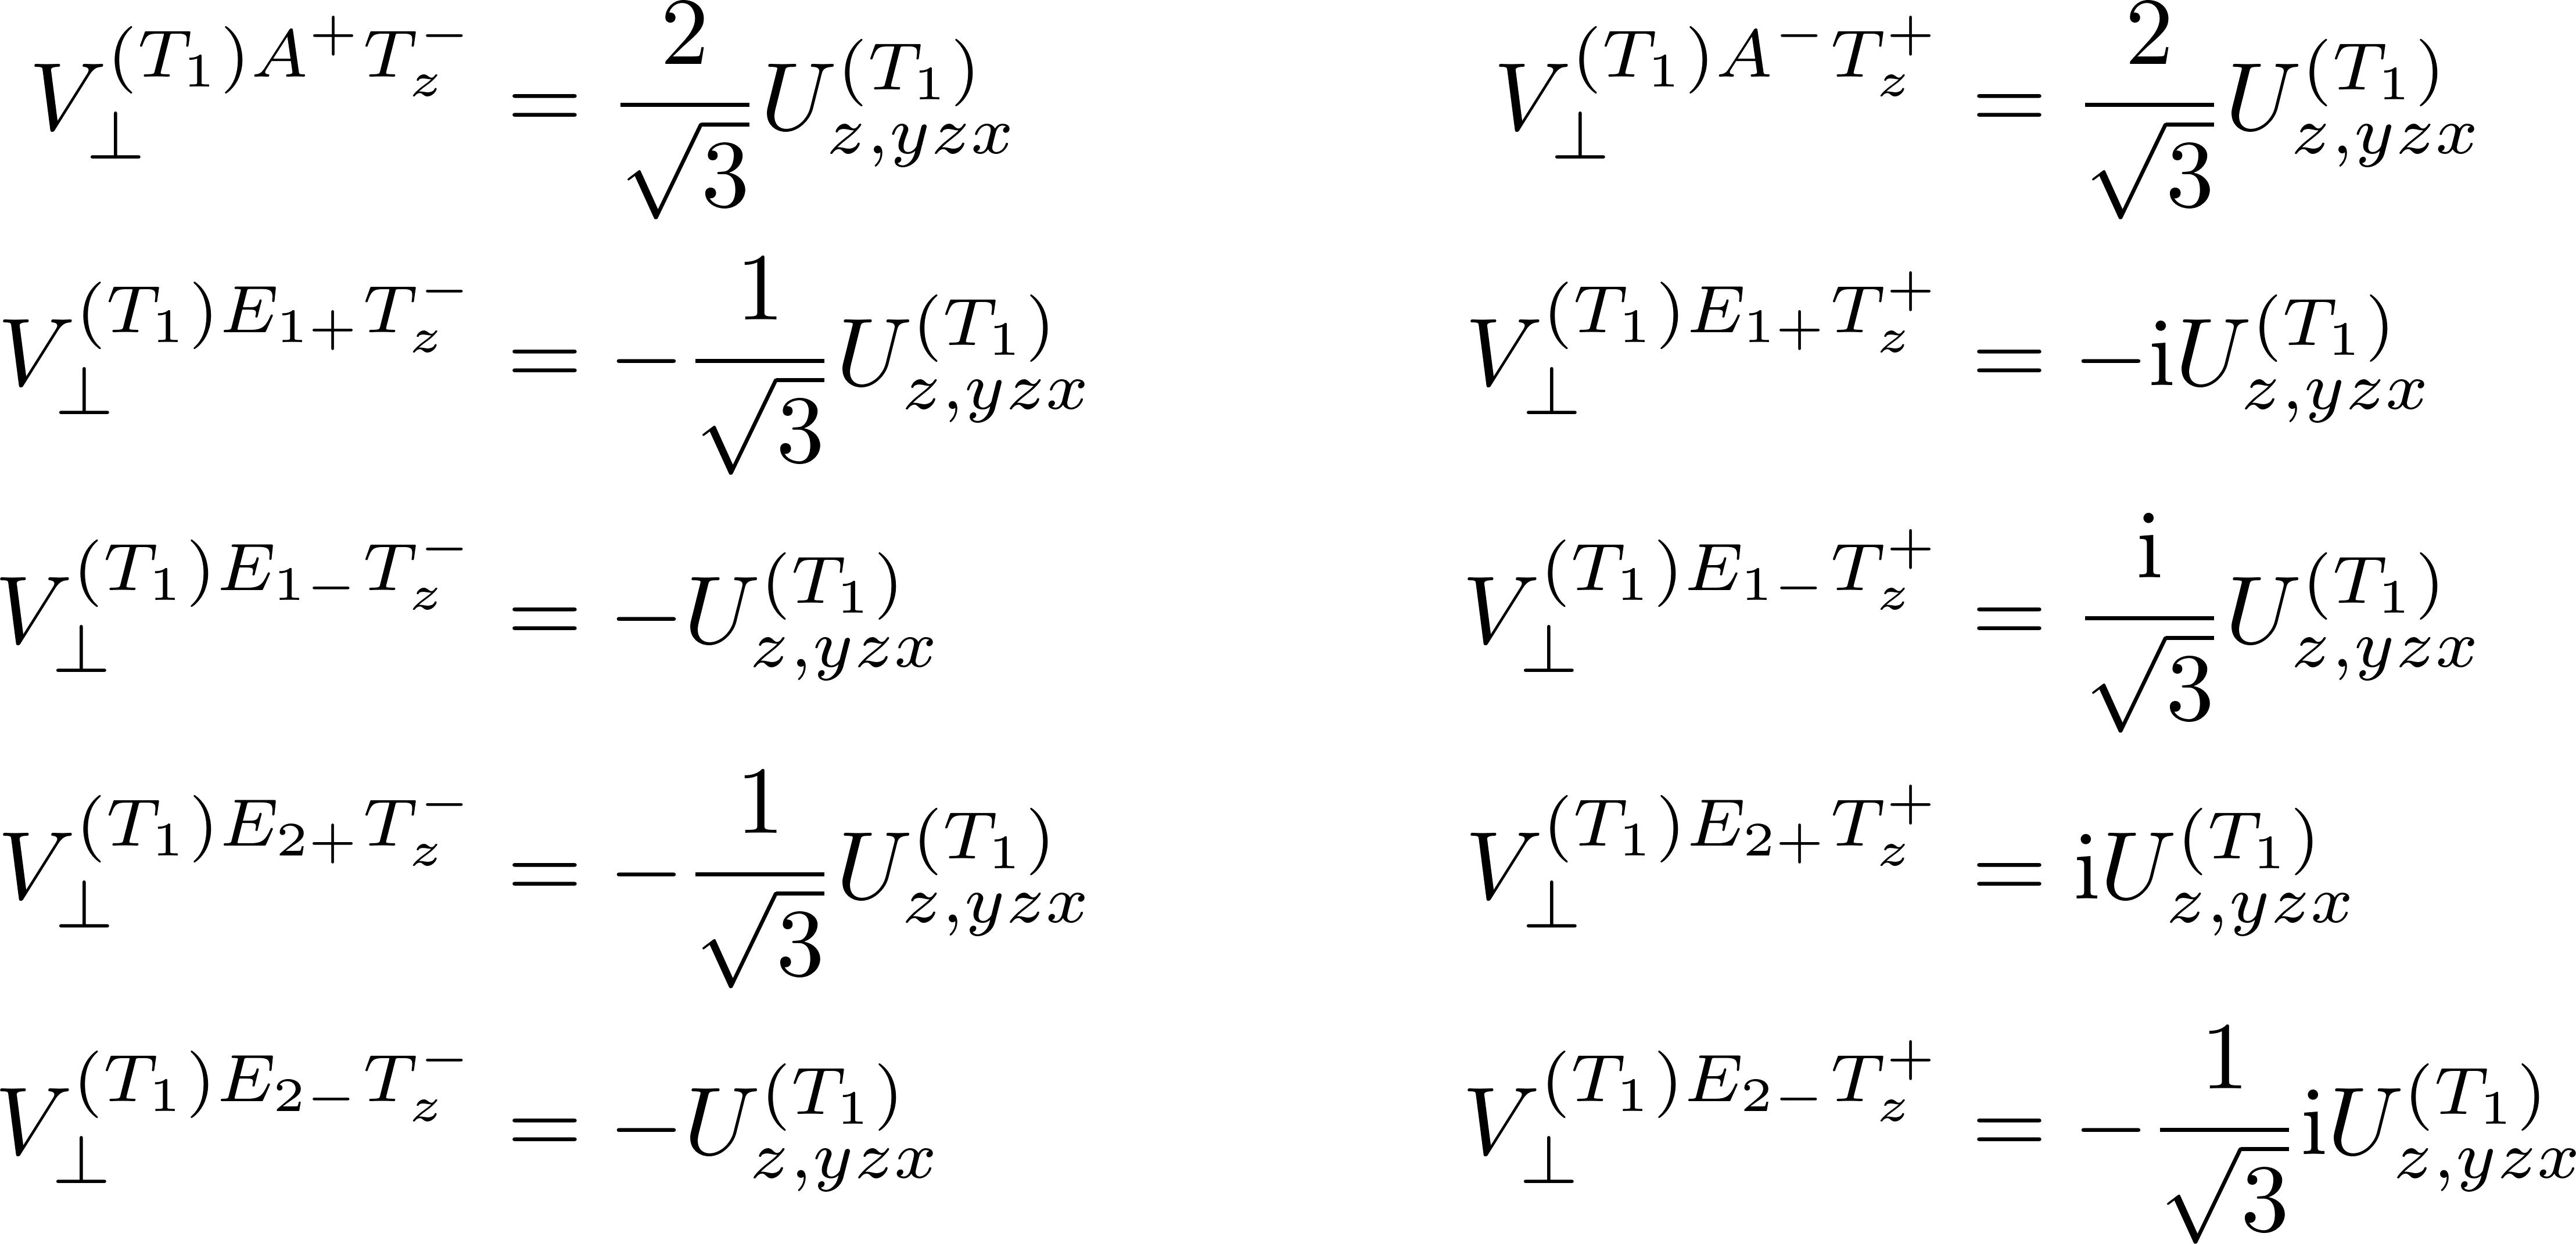 $V_{\perp}^{(T_1)A^{+}T_z^{-}} = \frac{2}{\sqrt{3}} U_{z,yzx}^{(T_1)} \qquad V_{\perp}^{(T_1)A^{-}T_z^{+}} = \frac{2}{\sqrt{3}} U_{z,yzx}^{(T_1)}$
$V_{\perp}^{(T_1)E_{1+}T_z^{-}} = -\frac{1}{\sqrt{3}} U_{z,yzx}^{(T_1)} \qquad V_{\perp}^{(T_1)E_{1+}T_z^{+}} = -\mathrm{i} U_{z,yzx}^{(T_1)}$
$V_{\perp}^{(T_1)E_{1-}T_z^{-}} = -U_{z,yzx}^{(T_1)} \qquad V_{\perp}^{(T_1)E_{1-}T_z^{+}} = \frac{\mathrm{i}}{\sqrt{3}} U_{z,yzx}^{(T_1)}$
$V_{\perp}^{(T_1)E_{2+}T_z^{-}} = -\frac{1}{\sqrt{3}} U_{z,yzx}^{(T_1)} \qquad V_{\perp}^{(T_1)E_{2+}T_z^{+}} = \mathrm{i} U_{z,yzx}^{(T_1)}$
$V_{\perp}^{(T_1)E_{2-}T_z^{-}} = -U_{z,yzx}^{(T_1)} \qquad V_{\perp}^{(T_1)E_{2-}T_z^{+}} = -\frac{1}{\sqrt{3}} \mathrm{i} U_{z,yzx}^{(T_1)}$